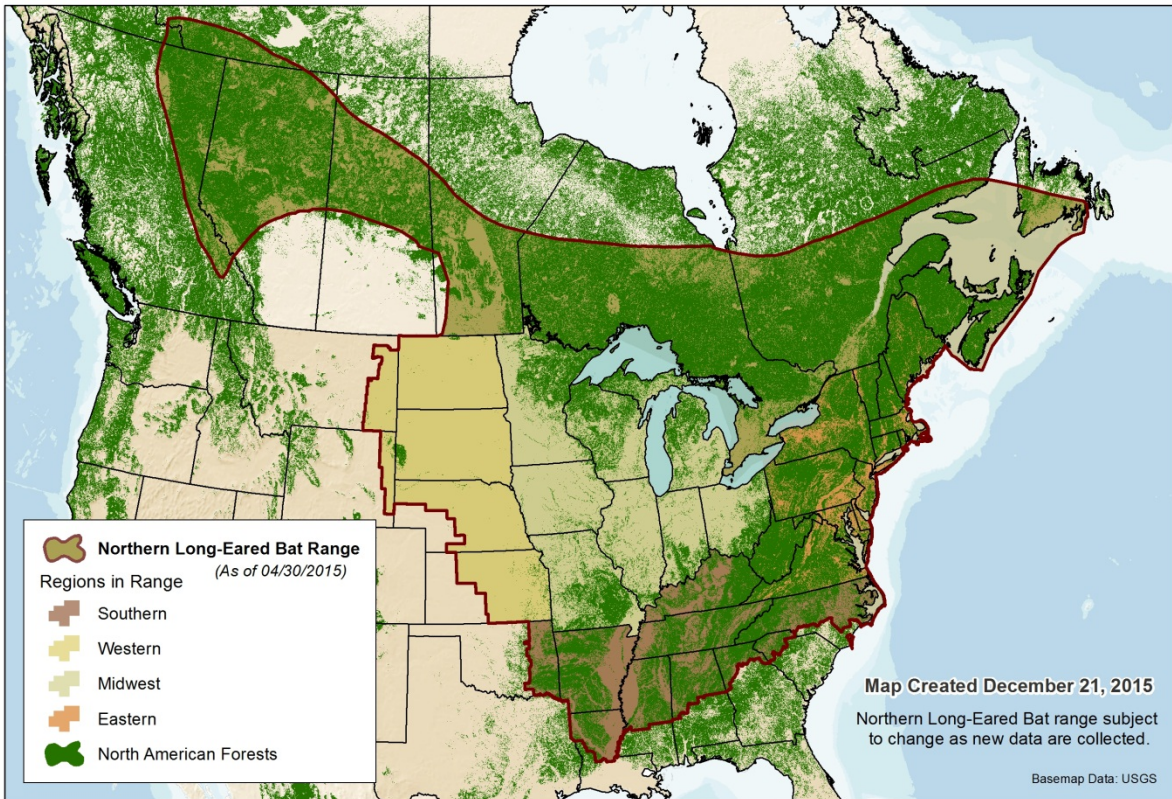 Northern Long-Eared Bat Range
(As of 04/30/2015)
Regions in Range
Southern
Western
Midwest
Eastern
North American Forests
Map Created December 21, 2015
Northern Long-Eared Bat range subject
to change as new data are collected.
Basemap Data: USGS